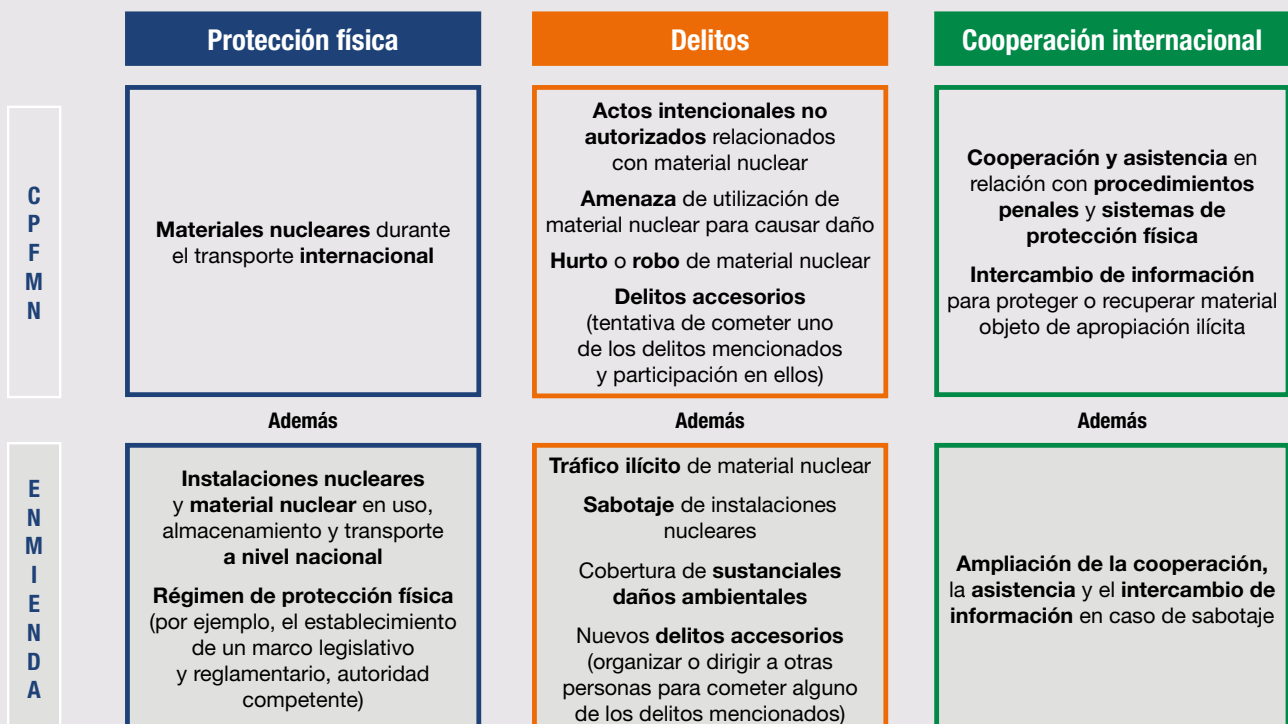 Protección física
Delitos
Cooperación internacional
C
P
F
M
N
Materiales nucleares durante
el transporte internacional
Actos intencionales no
autorizados relacionados
con material nuclear
Amenaza de utilización de
material nuclear para causar daño
Hurto o robo de material nuclear
Delitos accesorios
(tentativa de cometer uno
de los delitos mencionados
y participación en ellos)
Cooperación y asistencia en
relación con procedimientos
penales y sistemas de
protección física
Intercambio de información
para proteger o recuperar material
objeto de apropiación ilícita
Además
Además
Además
E
N
M
I
E
N
D
A
Instalaciones nucleares
y material nuclear en uso,
almacenamiento y transporte
a nivel nacional
Régimen de protección física
(por ejemplo, el establecimiento
de un marco legislativo
y reglamentario, autoridad
competente)
Tráfico ilícito de material nuclear
Sabotaje de instalaciones
nucleares
Cobertura de sustanciales
daños ambientales
Nuevos delitos accesorios
(organizar o dirigir a otras
personas para cometer alguno
de los delitos mencionados)
Ampliación de la cooperación,
la asistencia y el intercambio de
información en caso de sabotaje